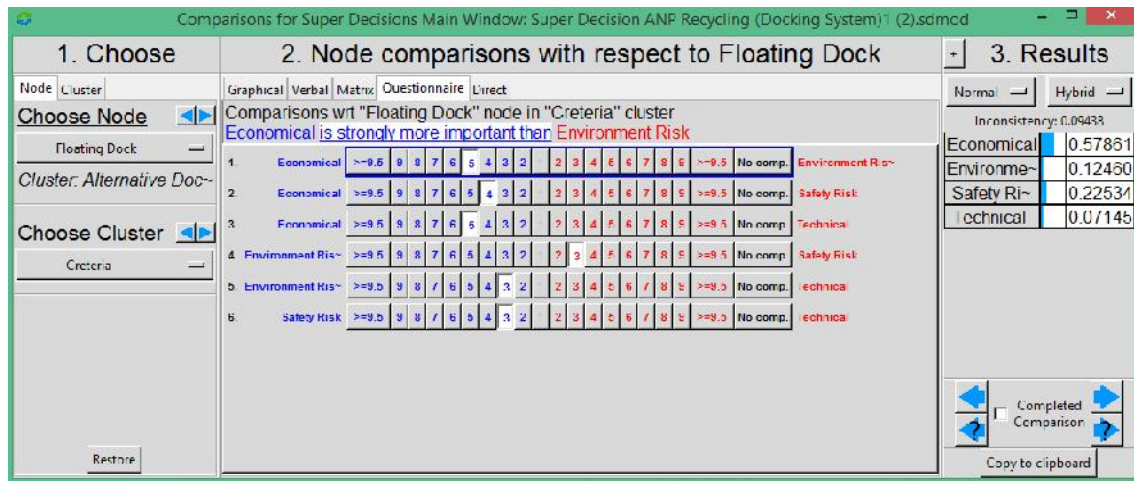 Comparisons for Super Decisions Main Window: Super Decision ANP Recycling (Docking System)1 (2).sdmod
1. Choose
Node Cluster
Choose Node
Floating Dock
Cluster: Alternative Doc~
Choose Cluster
Creteria
Restore
2. Node comparisons with respect to Floating Dock
Graphical Verbal Matrix Questionnaire Direct
Comparisons wrt "Floating Dock" node in "Creteria" cluster
Economical is strongly more important than Environment Risk
1. Economical >=9.5 9 8 7 6 5 4 3 2 1 2 3 4 5 6 7 8 9 >=9.5 No comp. Environment Ris~
2. Economical >=9.5 9 8 7 6 5 4 3 2 1 2 3 4 5 6 7 8 9 >=9.5 No comp. Safety Risk
3. Economical >=9.5 9 8 7 6 5 4 3 2 1 2 3 4 5 6 7 8 9 >=9.5 No comp. Technical
4. Environment Ris~ >=9.5 9 8 7 6 5 4 3 2 1 2 3 4 5 6 7 8 9 >=9.5 No comp. Safety Risk
5. Environment Ris~ >=9.5 9 8 7 6 5 4 3 2 1 2 3 4 5 6 7 8 9 >=9.5 No comp. Technical
6. Safety Risk >=9.5 9 8 7 6 5 4 3 2 1 2 3 4 5 6 7 8 9 >=9.5 No comp. Technical
+ 3. Results
Normal Hybrid
Inconsistency: 0.09433
Economical 0.57861
Environme~ 0.12460
Safety Ri~ 0.22534
Technical 0.07145
Completed
Comparison
? ?
Copy to clipboard